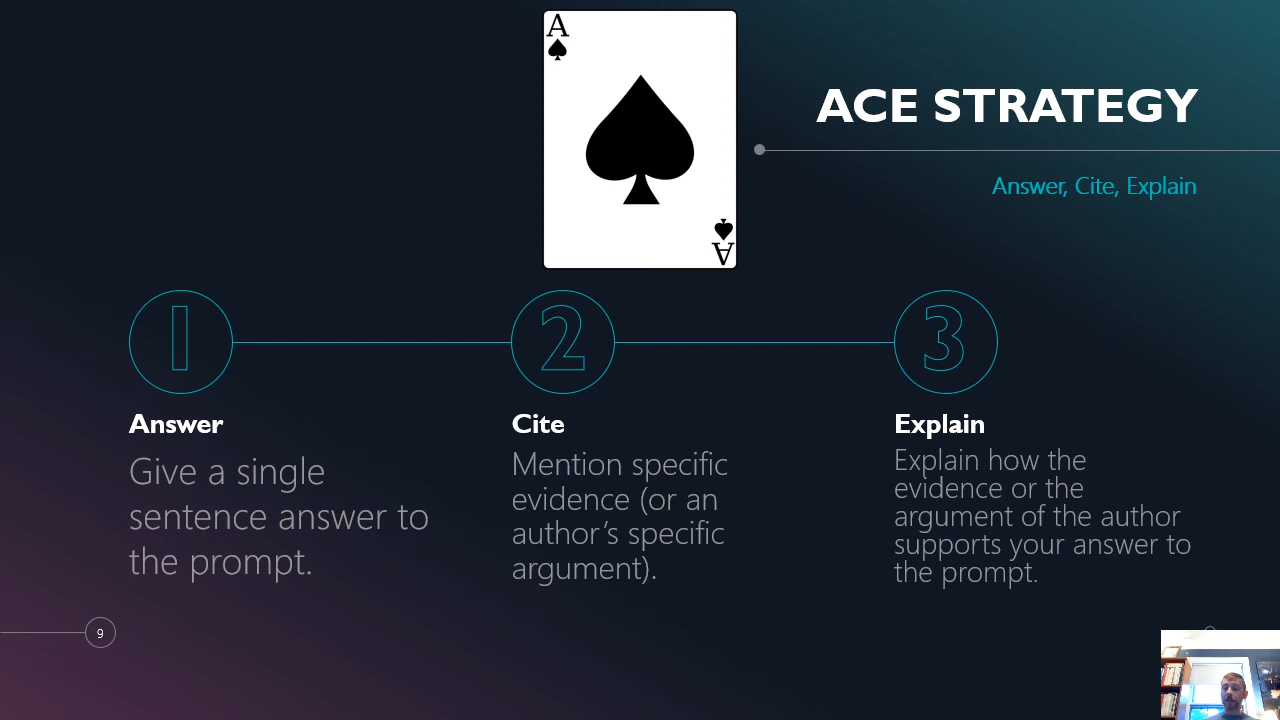 A
ACE STRATEGY
Answer, Cite, Explain
A
1
2
3
Answer
Give a single
sentence answer to
the prompt.
Cite
Mention specific
evidence (or an
author’s specific
argument).
Explain
Explain how the
evidence or the
argument of the author
supports your answer to
the prompt.
9